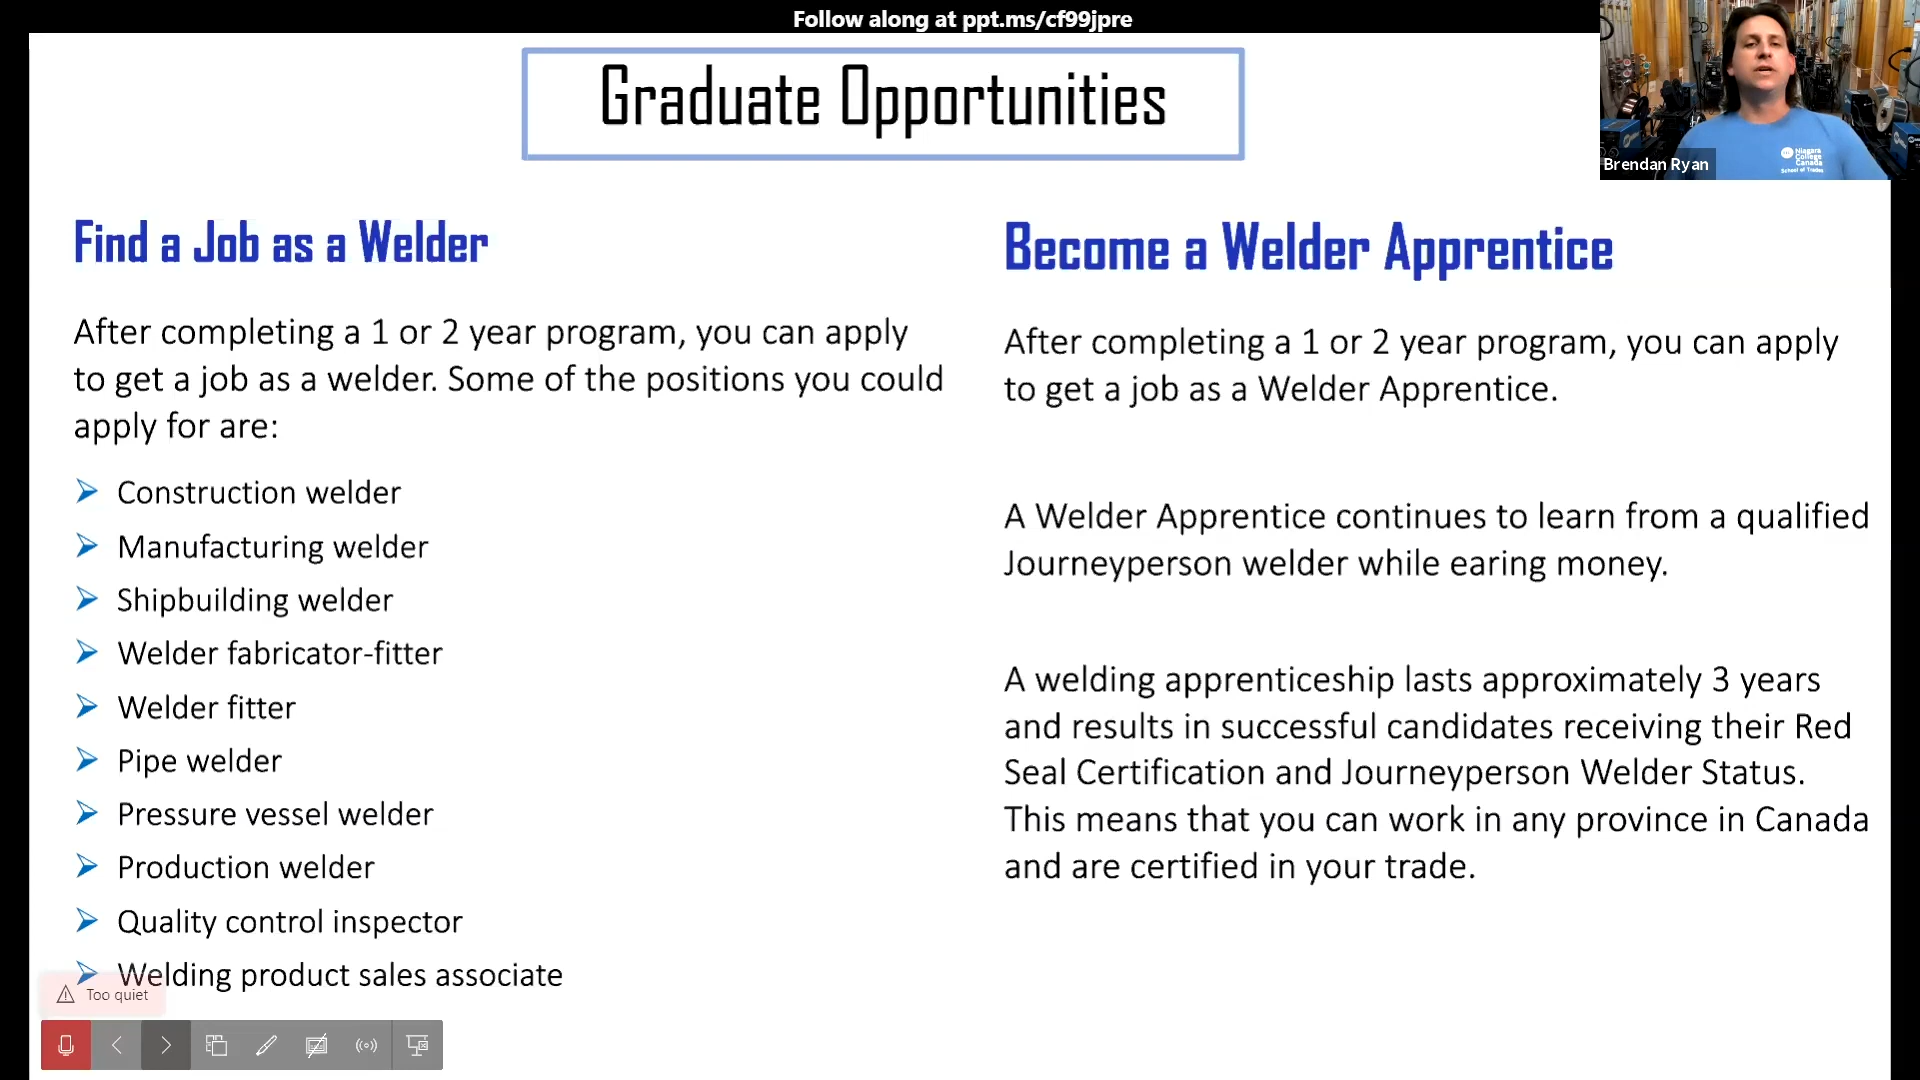 Follow along at ppt.ms/cf99jpre
Graduate Opportunities
Brendan Ryan
Niagara
College
Canada
School of Trades
Find a Job as a Welder
After completing a 1 or 2 year program, you can apply
to get a job as a welder. Some of the positions you could
apply for are:
Construction welder
Manufacturing welder
Shipbuilding welder
Welder fabricator-fitter
Welder fitter
Pipe welder
Pressure vessel welder
Production welder
Quality control inspector
Welding product sales associate
Too quiet
Become a Welder Apprentice
After completing a 1 or 2 year program, you can apply
to get a job as a Welder Apprentice.
A Welder Apprentice continues to learn from a qualified
Journeyperson welder while earing money.
A welding apprenticeship lasts approximately 3 years
and results in successful candidates receiving their Red
Seal Certification and Journeyperson Welder Status.
This means that you can work in any province in Canada
and are certified in your trade.